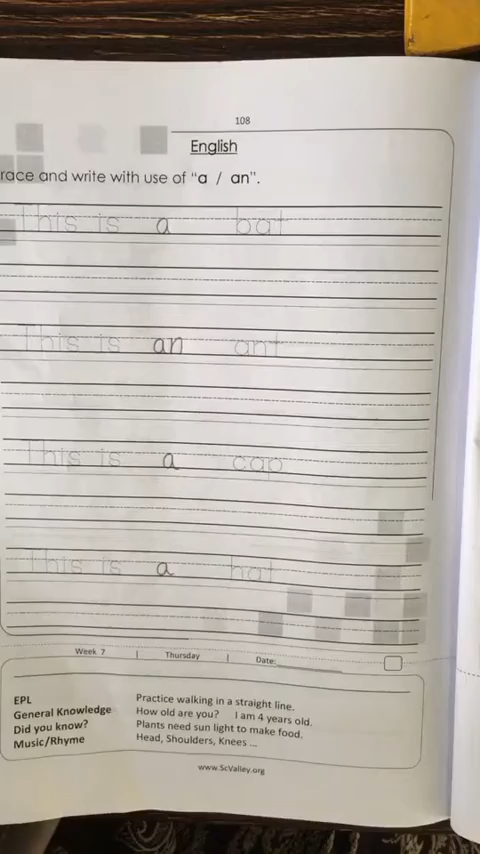 108
English
race and write with use of "a / an".
This is a bat
This is an ant
This is a cap
This is a hat
Week 7 | Thursday | Date:
EPL Practice walking in a straight line.
General Knowledge How old are you? I am 4 years old.
Did you know? Plants need sun light to make food.
Music/Rhyme Head, Shoulders, Knees ...
www.ScValley.org